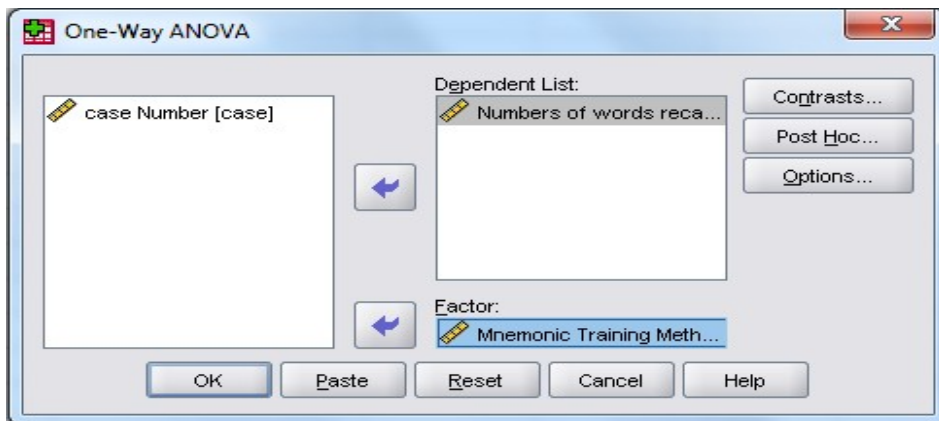 One-Way ANOVA
case Number [case]
Dependent List:
Numbers of words reca...
Factor:
Mnemonic Training Meth...
Contrasts...
Post Hoc...
Options...
OK Paste Reset Cancel Help